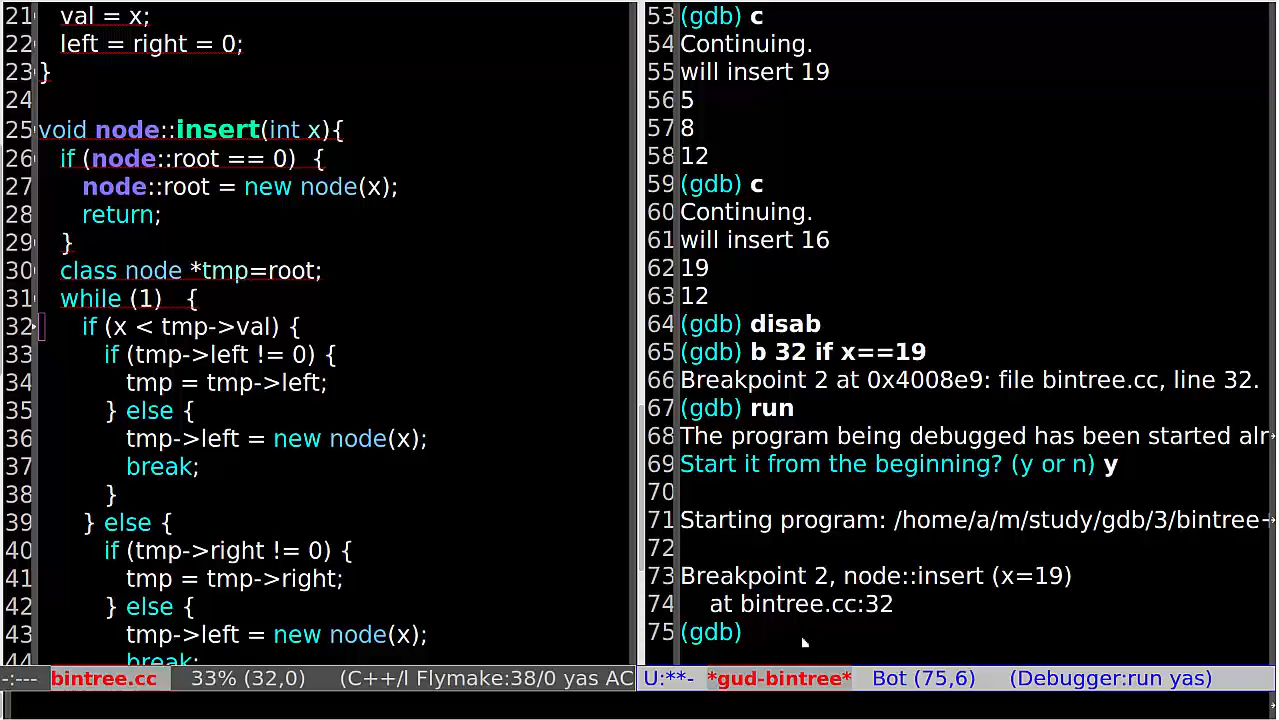 21 val = x;
22 left = right = 0;
23 }
24
25 void node::insert(int x){
26 if (node::root == 0)  {
27 node::root = new node(x);
28 return;
29 }
30 class node *tmp=root;
31 while (1)  {
32 if (x < tmp->val) {
33 if (tmp->left != 0) {
34 tmp = tmp->left;
35 } else {
36 tmp->left = new node(x);
37 break;
38 }
39 } else {
40 if (tmp->right != 0) {
41 tmp = tmp->right;
42 } else {
43 tmp->left = new node(x);
44 break;
-:--- bintree.cc 33% (32,0) (C++/l Flymake:38/0 yas AC
53 (gdb) c
54 Continuing.
55 will insert 19
56 5
57 8
58 12
59 (gdb) c
60 Continuing.
61 will insert 16
62 19
63 12
64 (gdb) disab
65 (gdb) b 32 if x==19
66 Breakpoint 2 at 0x4008e9: file bintree.cc, line 32.
67 (gdb) run
68 The program being debugged has been started alr
69 Start it from the beginning? (y or n) y
70
71 Starting program: /home/a/m/study/gdb/3/bintree
72
73 Breakpoint 2, node::insert (x=19)
74 at bintree.cc:32
75 (gdb)
U:**- *gud-bintree* Bot (75,6) (Debugger:run yas)